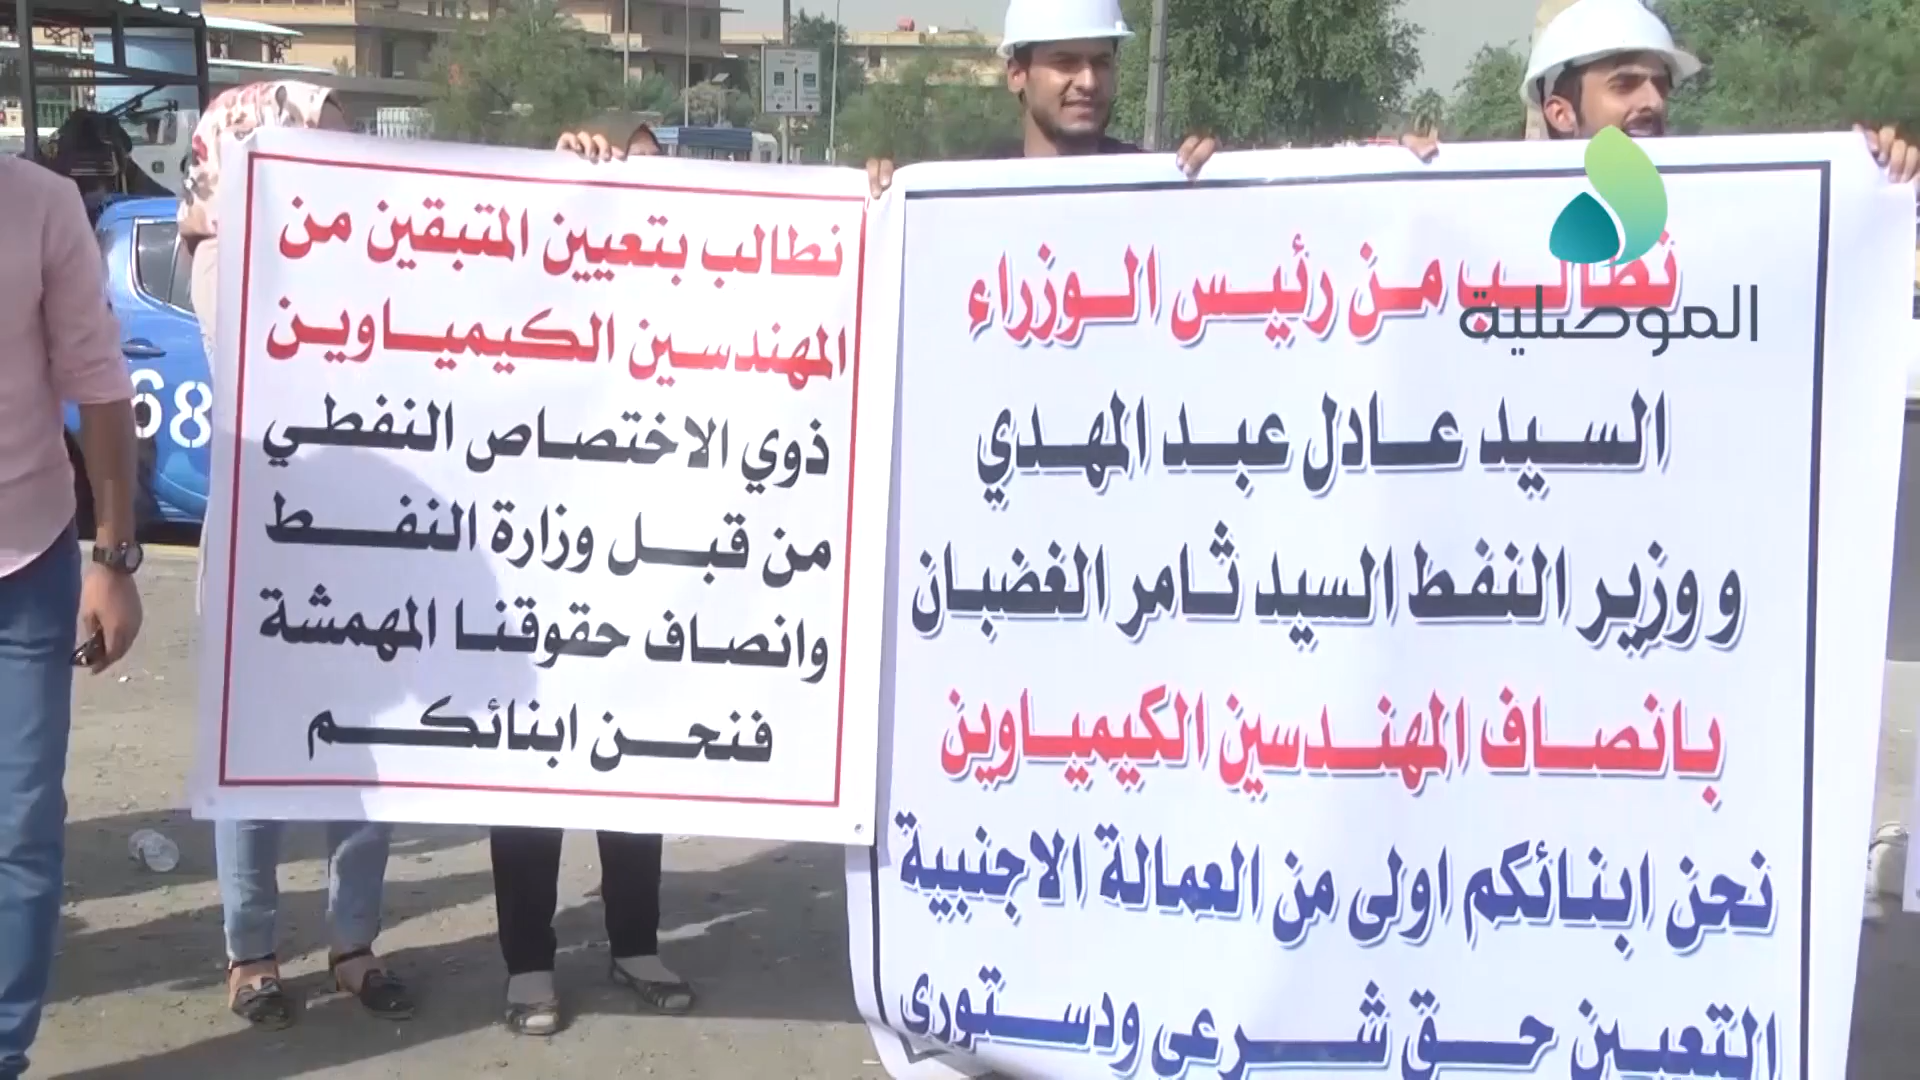 نطالب من رئيس الوزراء
السيد عادل عبد المهدي
و وزير النفط السيد ثامر الغضبان
بانصاف المهندسين الكيمياوين
نحن ابنائكم اولى من العمالة الاجنبية
التعيين حق شرعي ودستوري
نطالب بتعيين المتبقين من
المهندسين الكيمياوين
ذوي الاختصاص النفطي
من قبل وزارة النفط
وانصاف حقوقنا المهمشة
فنحن ابنائكم
الموصلية
68